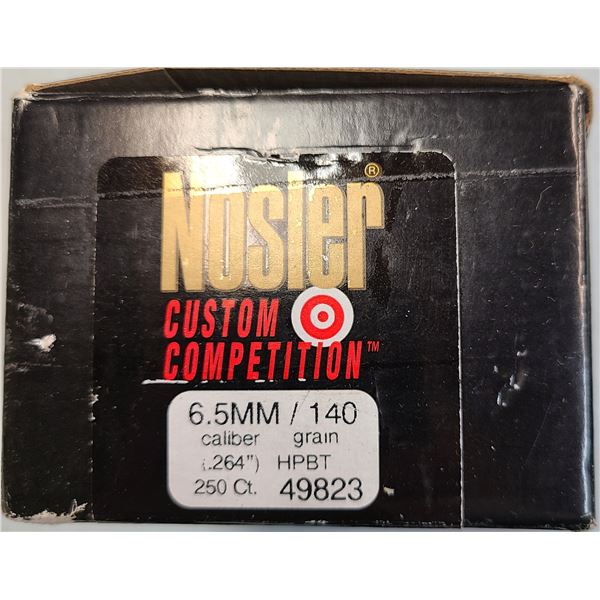 Nosler®
CUSTOM
COMPETITION™
6.5MM / 140
caliber grain
(.264") HPBT
250 Ct. 49823